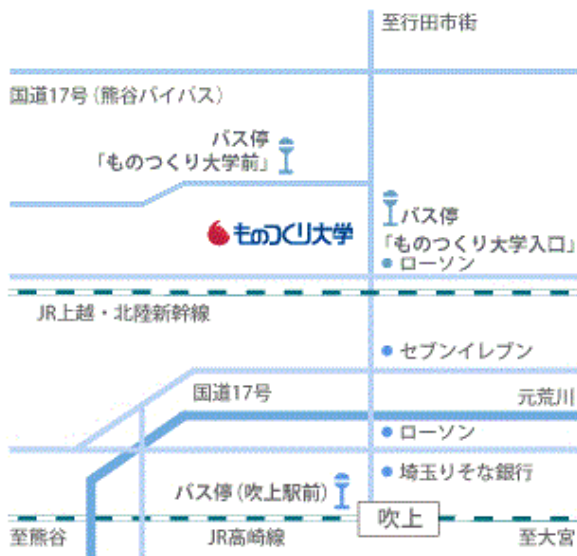 至行田市街
国道17号(熊谷バイパス)
バス停
「ものつくり大学前」
バス停
「ものつくり大学入口」
ものつくり大学
ローソン
JR上越・北陸新幹線
セブンイレブン
国道17号
元荒川
ローソン
埼玉りそな銀行
バス停(吹上駅前)
吹上
至熊谷
JR高崎線
至大宮